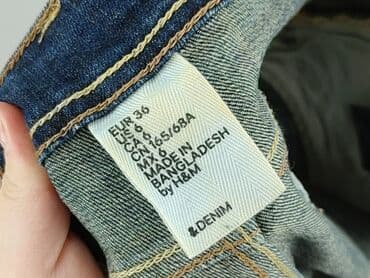 EUR 36
US 6
CA 6
CN 165/68A
MX 6
MADE IN
BANGLADESH
by H&M
&DENIM